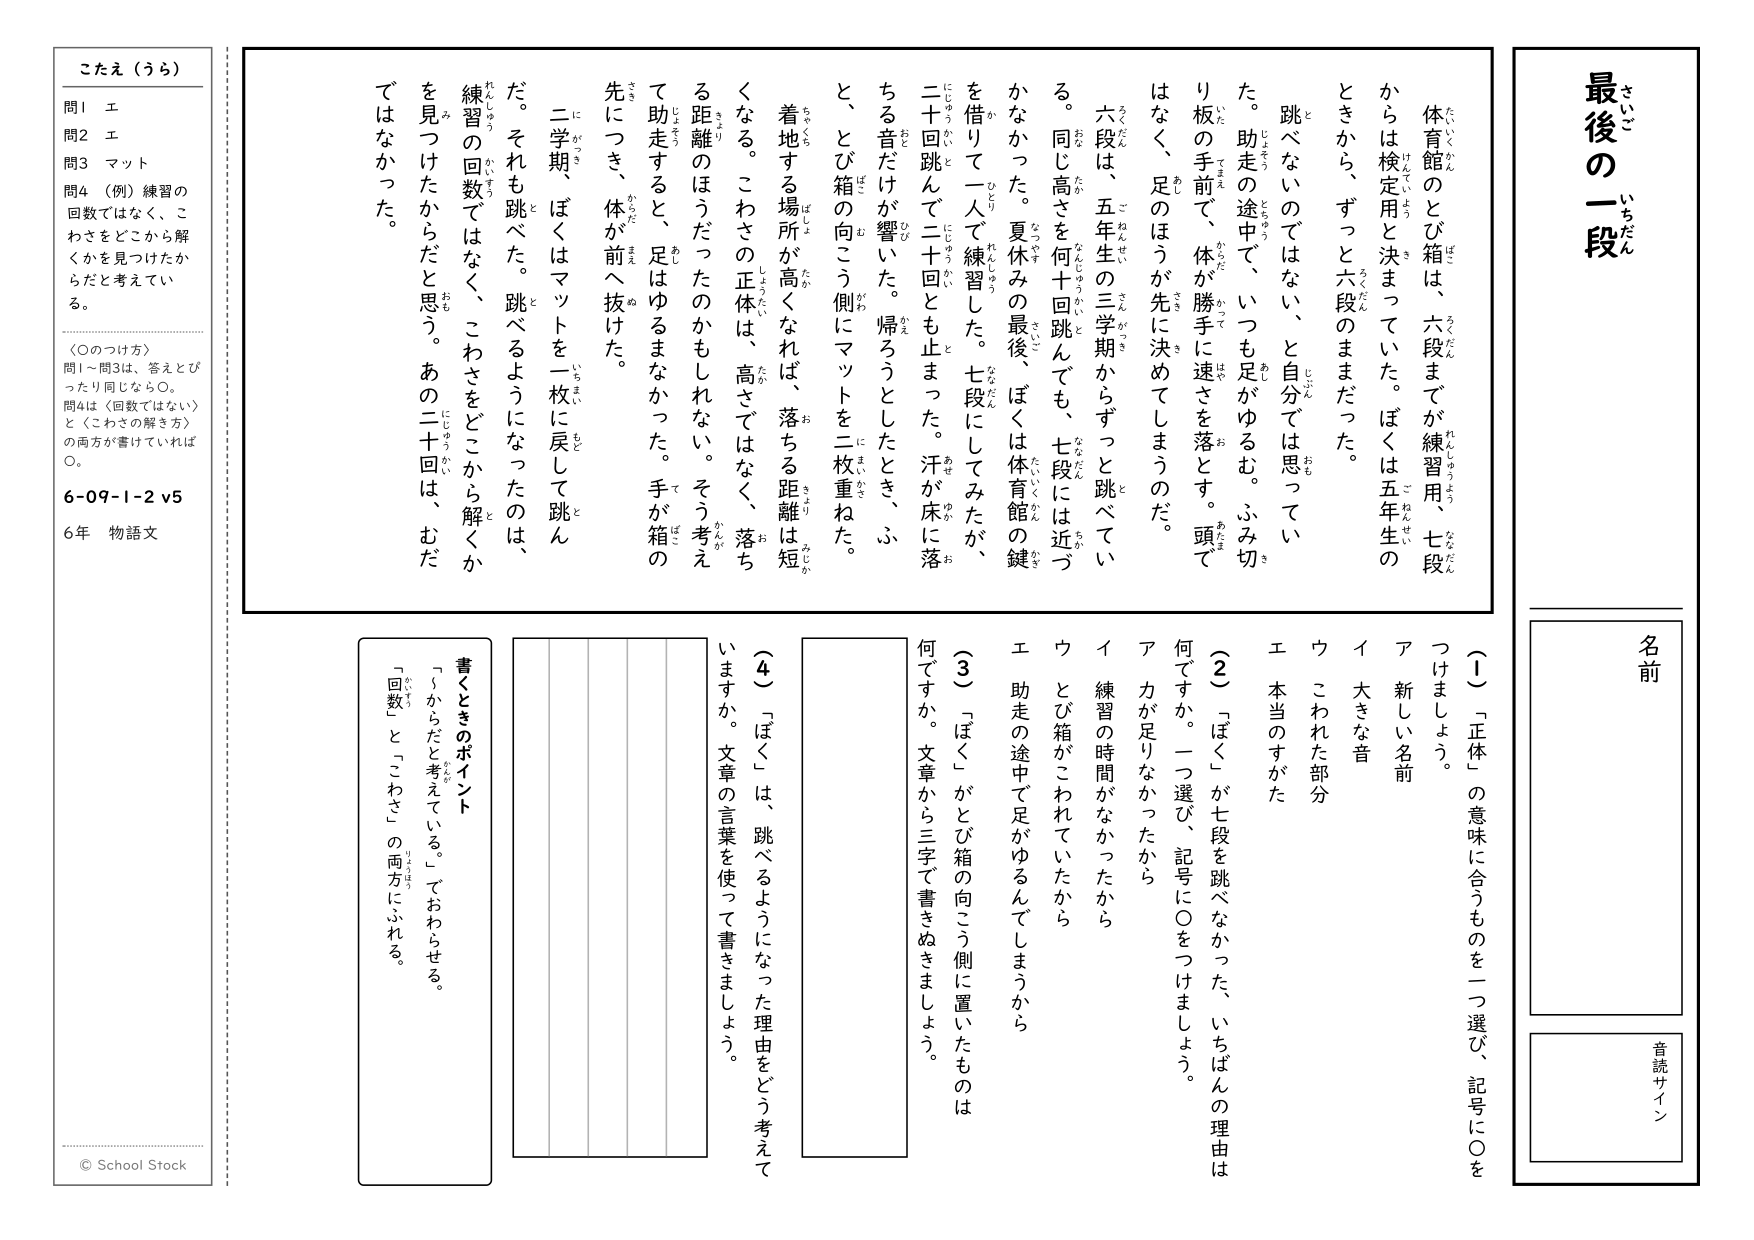 最後の一段
名前
音読サイン
体育館のとび箱は、六段までが練習用、七段
からは検定用と決まっていた。ぼくは五年生の
ときから、ずっと六段のままだった。
跳べないのではない、と自分では思ってい
た。助走の途中で、いつも足がゆるむ。ふみ切
り板の手前で、体が勝手に速さを落とす。頭で
はなく、足のほうが先に決めてしまうのだ。
六段は、五年生の三学期からずっと跳べてい
る。同じ高さを何十回跳んでも、七段には近づ
かなかった。夏休みの最後、ぼくは体育館の鍵
を借りて一人で練習した。七段にしてみたが、
二十回跳んで二十回とも止まった。汗が床に落
ちる音だけが響いた。帰ろうとしたとき、ふ
と、とび箱の向こう側にマットを二枚重ねた。
着地する場所が高くなれば、落ちる距離は短
くなる。こわさの正体は、高さではなく、落ち
る距離のほうだったのかもしれない。そう考え
て助走すると、足はゆるまなかった。手が箱の
先につき、体が前へ抜けた。
二学期、ぼくはマットを一枚に戻して跳ん
だ。それも跳べた。跳べるようになったのは、
練習の回数ではなく、こわさをどこから解くか
を見つけたからだと思う。あの二十回は、むだ
ではなかった。
（1）「正体」の意味に合うものを一つ選び、記号に〇を
つけましょう。
ア　新しい名前
イ　大きな音
ウ　こわれた部分
エ　本当のすがた
（2）「ぼく」が七段を跳べなかった、いちばんの理由は
何ですか。一つ選び、記号に〇をつけましょう。
ア　力が足りなかったから
イ　練習の時間がなかったから
ウ　とび箱がこわれていたから
エ　助走の途中で足がゆるんでしまうから
（3）「ぼく」がとび箱の向こう側に置いたものは
何ですか。文章から三字で書きぬきましょう。
（4）「ぼく」は、跳べるようになった理由をどう考えて
いますか。文章の言葉を使って書きましょう。
書くときのポイント
「〜からだと考えている。」でおわらせる。
「回数」と「こわさ」の両方にふれる。
こたえ（うら）
問1　エ
問2　エ
問3　マット
問4　（例）練習の
回数ではなく、こ
わさをどこから解
くかを見つけたか
らだと考えてい
る。
〈〇のつけ方〉
問1〜問3は、答えとぴ
ったり同じなら〇。
問4は〈回数ではない〉
と〈こわさの解き方〉
の両方が書けていれば
〇。
6-09-1-2 v5
6年　物語文
© School Stock